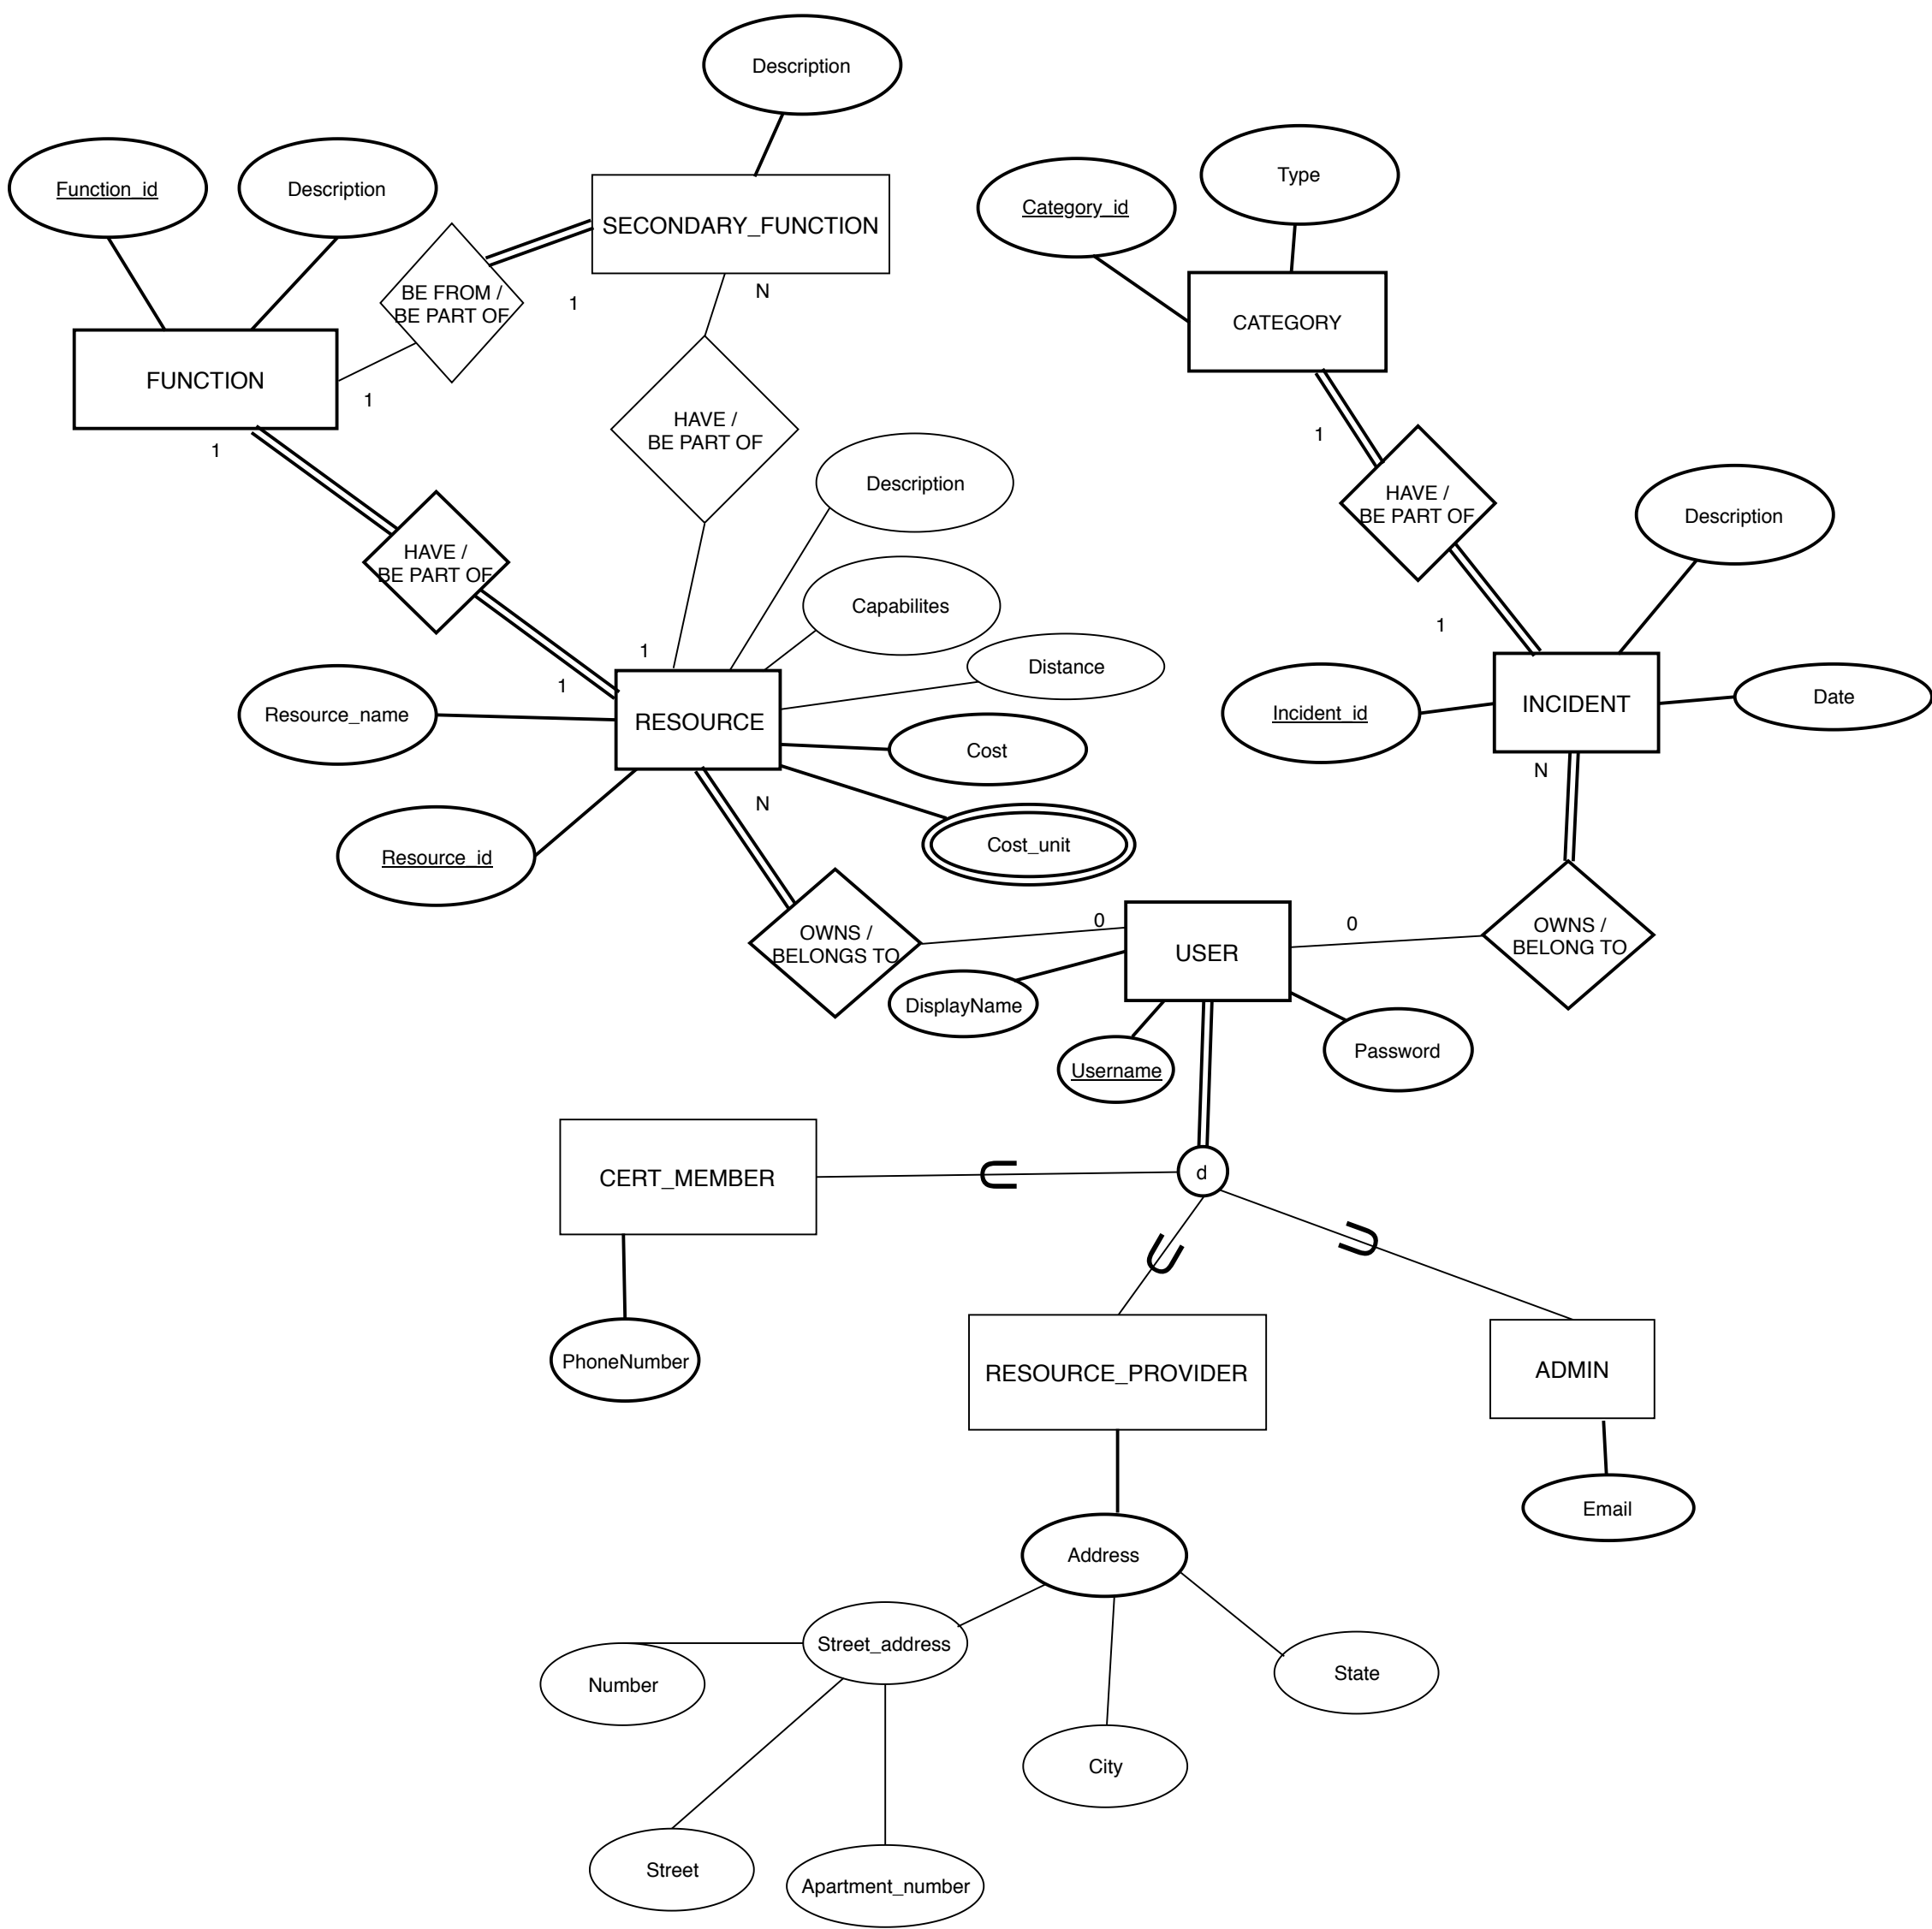 Description
Function_id
Description
SECONDARY_FUNCTION
Category_id
Type
BE FROM /
BE PART OF
1
N
CATEGORY
FUNCTION
1
1
HAVE /
BE PART OF
1
Description
HAVE /
BE PART OF
Description
HAVE /
BE PART OF
Capabilites
1
1
Distance
1
Resource_name
RESOURCE
Cost
Incident_id
INCIDENT
Date
N
N
Resource_id
Cost_unit
OWNS /
BELONGS TO
0
USER
0
OWNS /
BELONG TO
DisplayName
Username
Password
CERT_MEMBER
d
PhoneNumber
RESOURCE_PROVIDER
ADMIN
Email
Address
Street_address
Number
State
City
Street
Apartment_number